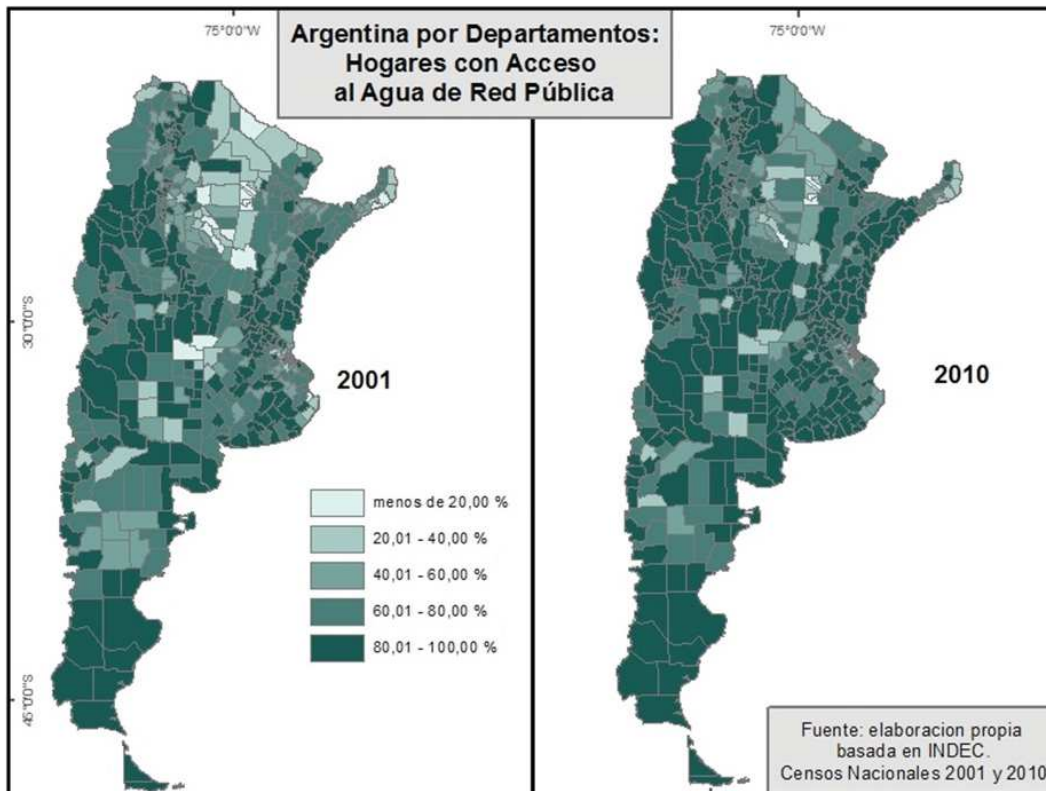 75°0'0"W
75°0'0"W
Argentina por Departamentos:
Hogares con Acceso
al Agua de Red Pública
30°0'0"S
2001
2010
menos de 20,00 %
20,01 - 40,00 %
40,01 - 60,00 %
60,01 - 80,00 %
80,01 - 100,00 %
45°0'0"S
Fuente: elaboracion propia
basada en INDEC.
Censos Nacionales 2001 y 2010